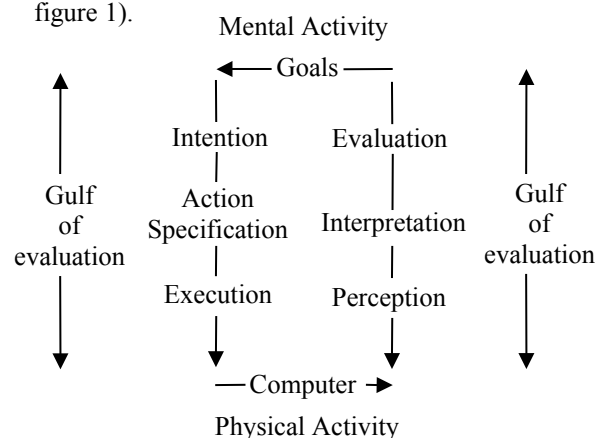 figure 1).
Mental Activity
Goals
Intention
Evaluation
Gulf
of
evaluation
Action
Specification
Interpretation
Gulf
of
evaluation
Execution
Perception
Computer
Physical Activity